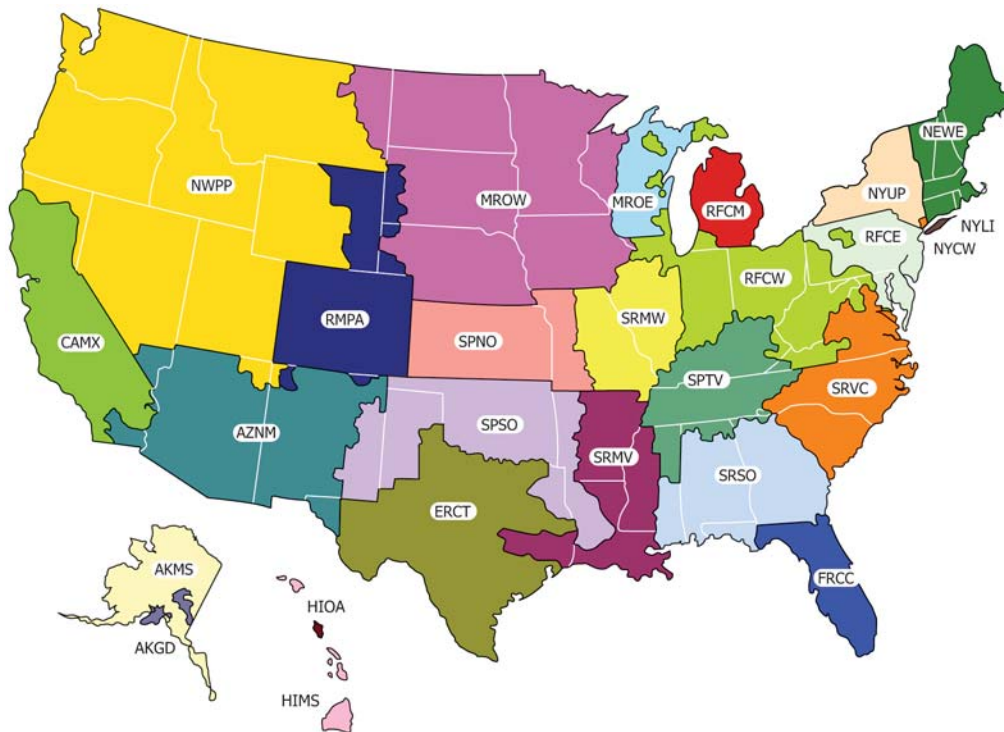 NEWE
NWPP
MROW
MROE
NYUP
RFCM
NYLI
RFCE
NYCW
RFCW
RMPA
SRMW
CAMX
SPNO
SPTV
SRVC
AZNM
SPSO
SRMV
SRSO
ERCT
AKMS
FRCC
HIOA
AKGD
HIMS